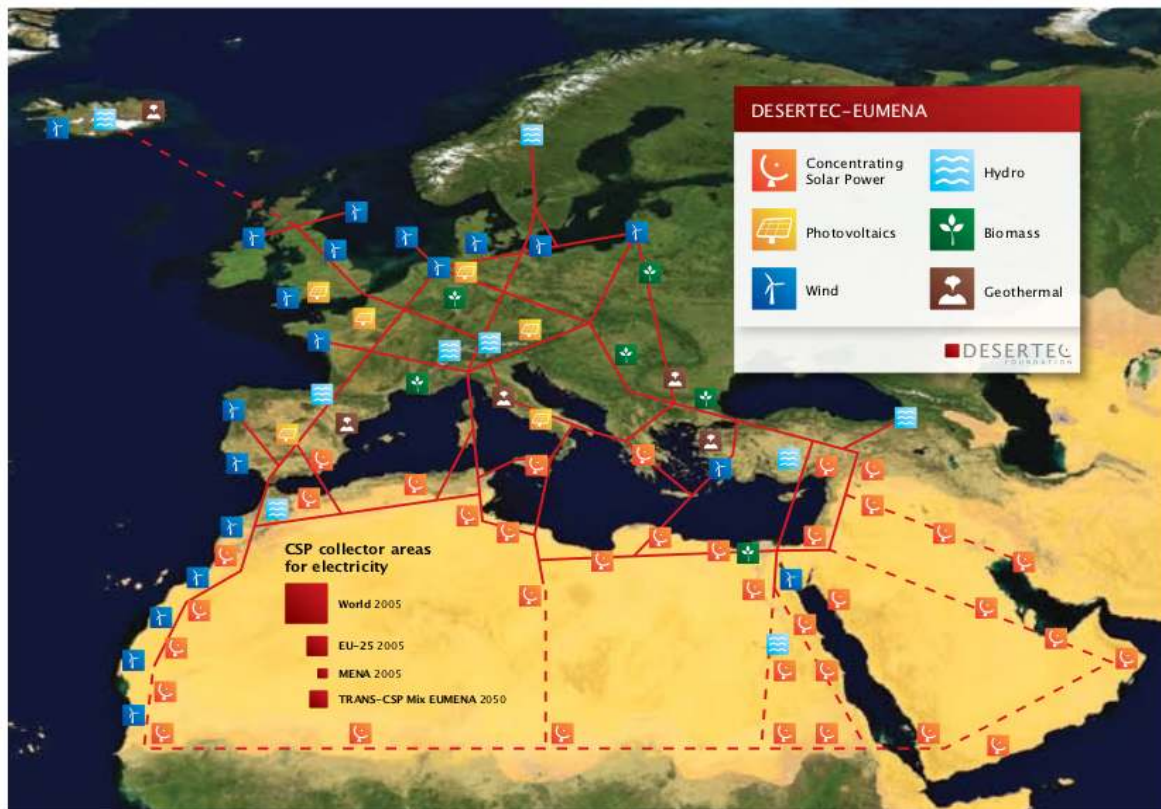 DESERTEC-EUMENA
Concentrating
Solar Power
Hydro
Photovoltaics
Biomass
Wind
Geothermal
DESERTEC
FOUNDATION
CSP collector areas
for electricity
World 2005
EU-25 2005
MENA 2005
TRANS-CSP Mix EUMENA 2050